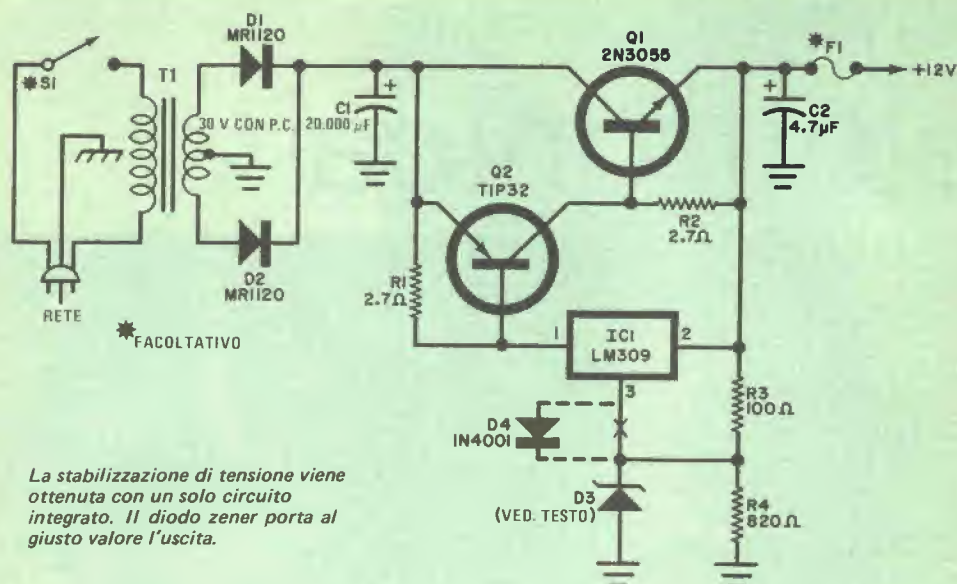 D1
MR1120
✱S1
T1
30 V CON P.C.
+
C1
20.000 µF
D2
MR1120
RETE
✱FACOLTATIVO
Q1
2N3055
✱F1
+12V
+
C2
4.7µF
Q2
TIP32
R2
2.7Ω
R1
2.7Ω
1
IC1
LM309
2
3
R3
100Ω
D4
1N4001
D3
(VED. TESTO)
R4
820Ω
La stabilizzazione di tensione viene
ottenuta con un solo circuito
integrato. Il diodo zener porta al
giusto valore l'uscita.